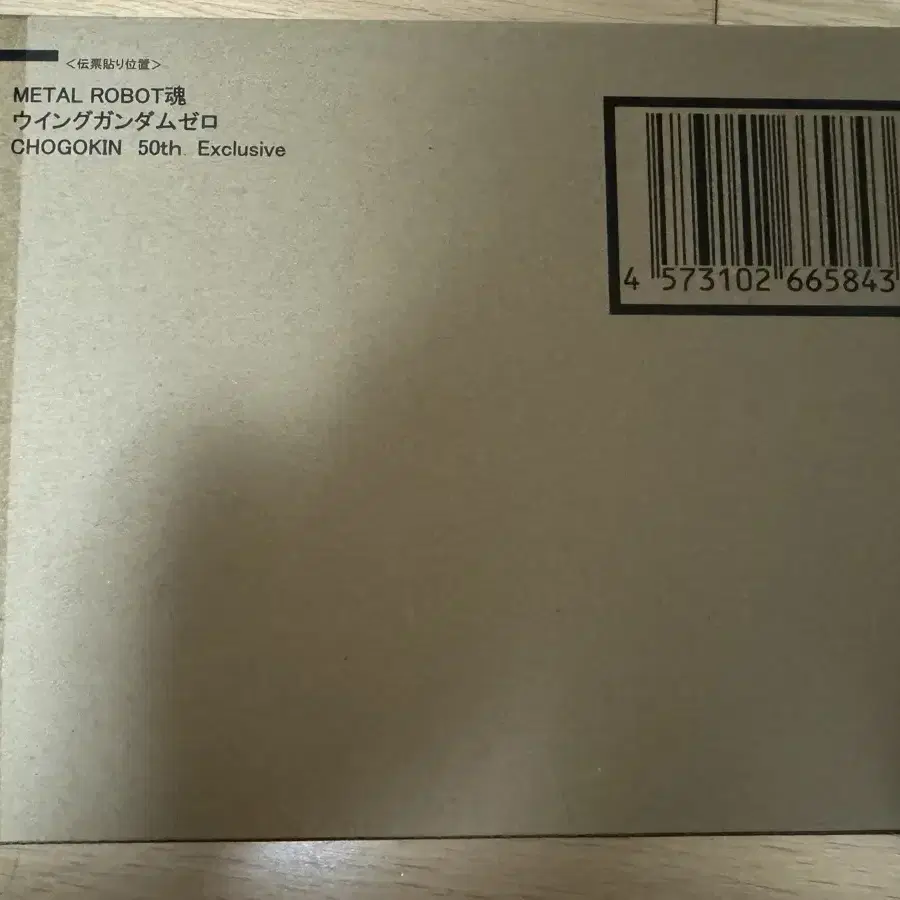 <伝票貼り位置>
METAL ROBOT魂
ウイングガンダムゼロ
CHOGOKIN 50th Exclusive
4 573102 665843